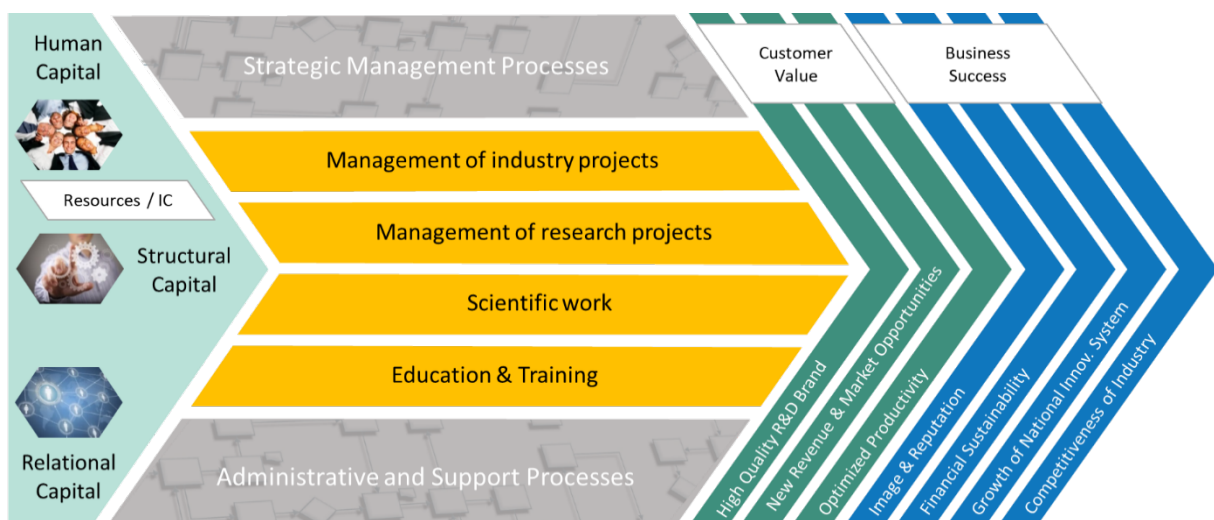 Human
Capital
Resources / IC
Structural
Capital
Relational
Capital
Strategic Management Processes
Management of industry projects
Management of research projects
Scientific work
Education & Training
Administrative and Support Processes
Customer
Value
High Quality R&D Brand
New Revenue & Market Opportunities
Optimized Productivity
Business
Success
Image & Reputation
Financial Sustainability
Growth of National Innov. System
Competitiveness of Industry